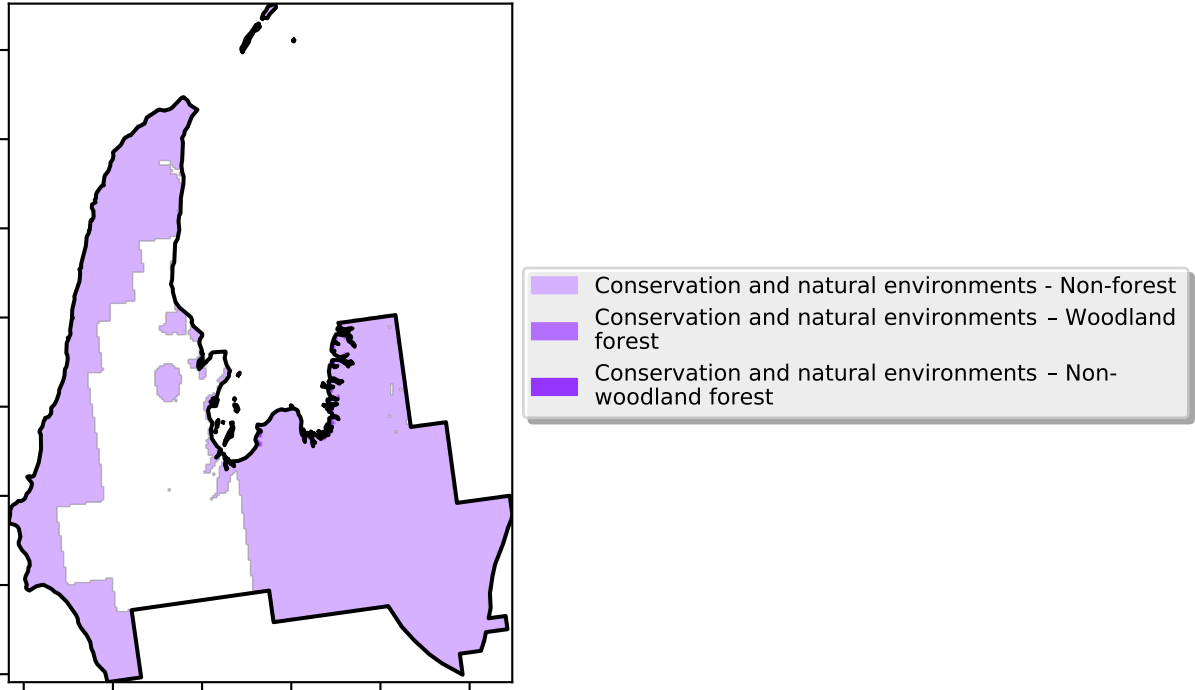 Conservation and natural environments - Non-forest
Conservation and natural environments – Woodland
forest
Conservation and natural environments – Non-
woodland forest